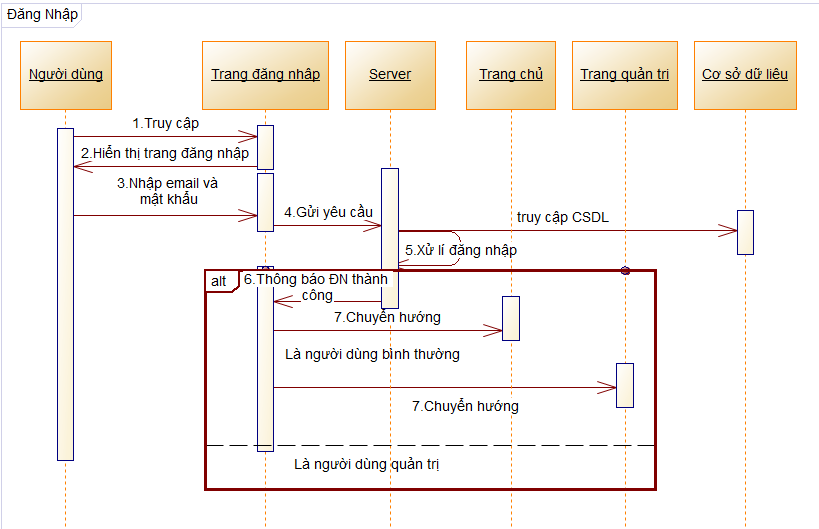 Đăng Nhập
Người dùng
Trang đăng nhập
Server
Trang chủ
Trang quản trị
Cơ sở dữ liệu
1.Truy cập
2.Hiển thị trang đăng nhập
3.Nhập email và
mật khẩu
4.Gửi yêu cầu
truy cập CSDL
5.Xử lí đăng nhập
alt
6.Thông báo ĐN thành
công
7.Chuyển hướng
Là người dùng bình thường
7.Chuyển hướng
Là người dùng quản trị